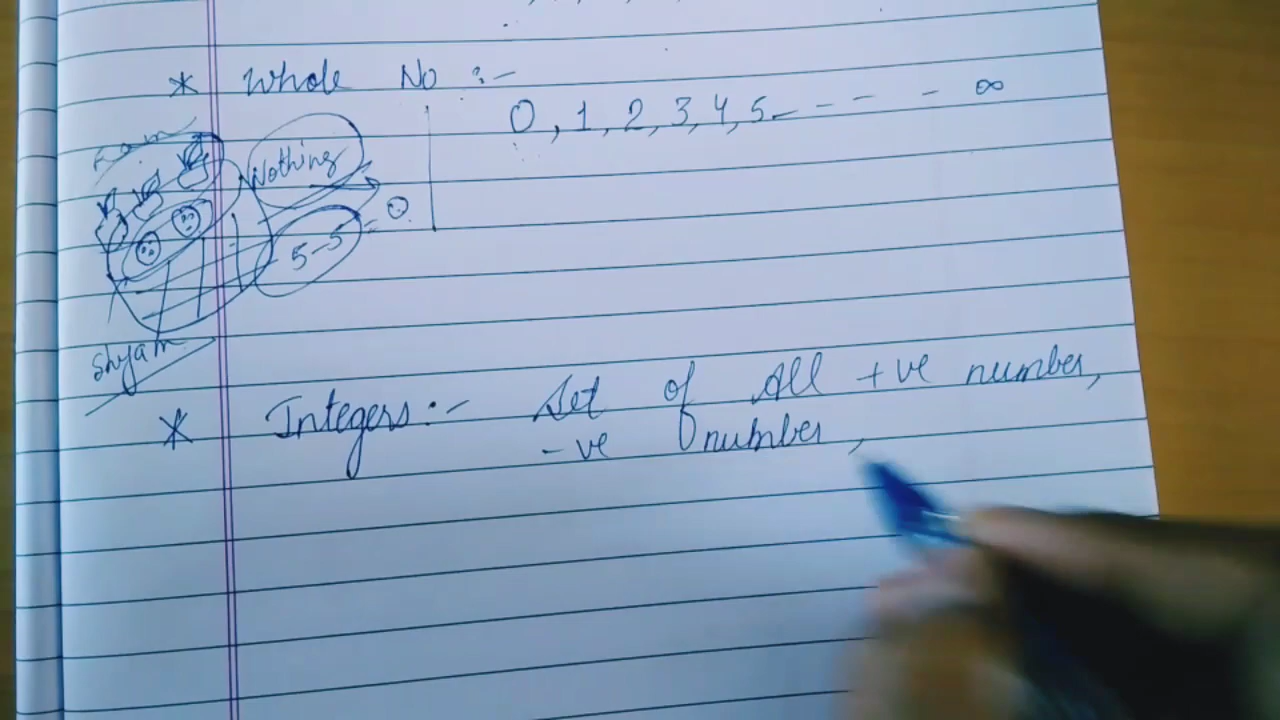 * Whole No :-
0, 1, 2, 3, 4, 5 - - - - ∞
Ram
Nothing
5-5 = 0
Shyam
* Integers :- Set of All +ve number,
-ve number,